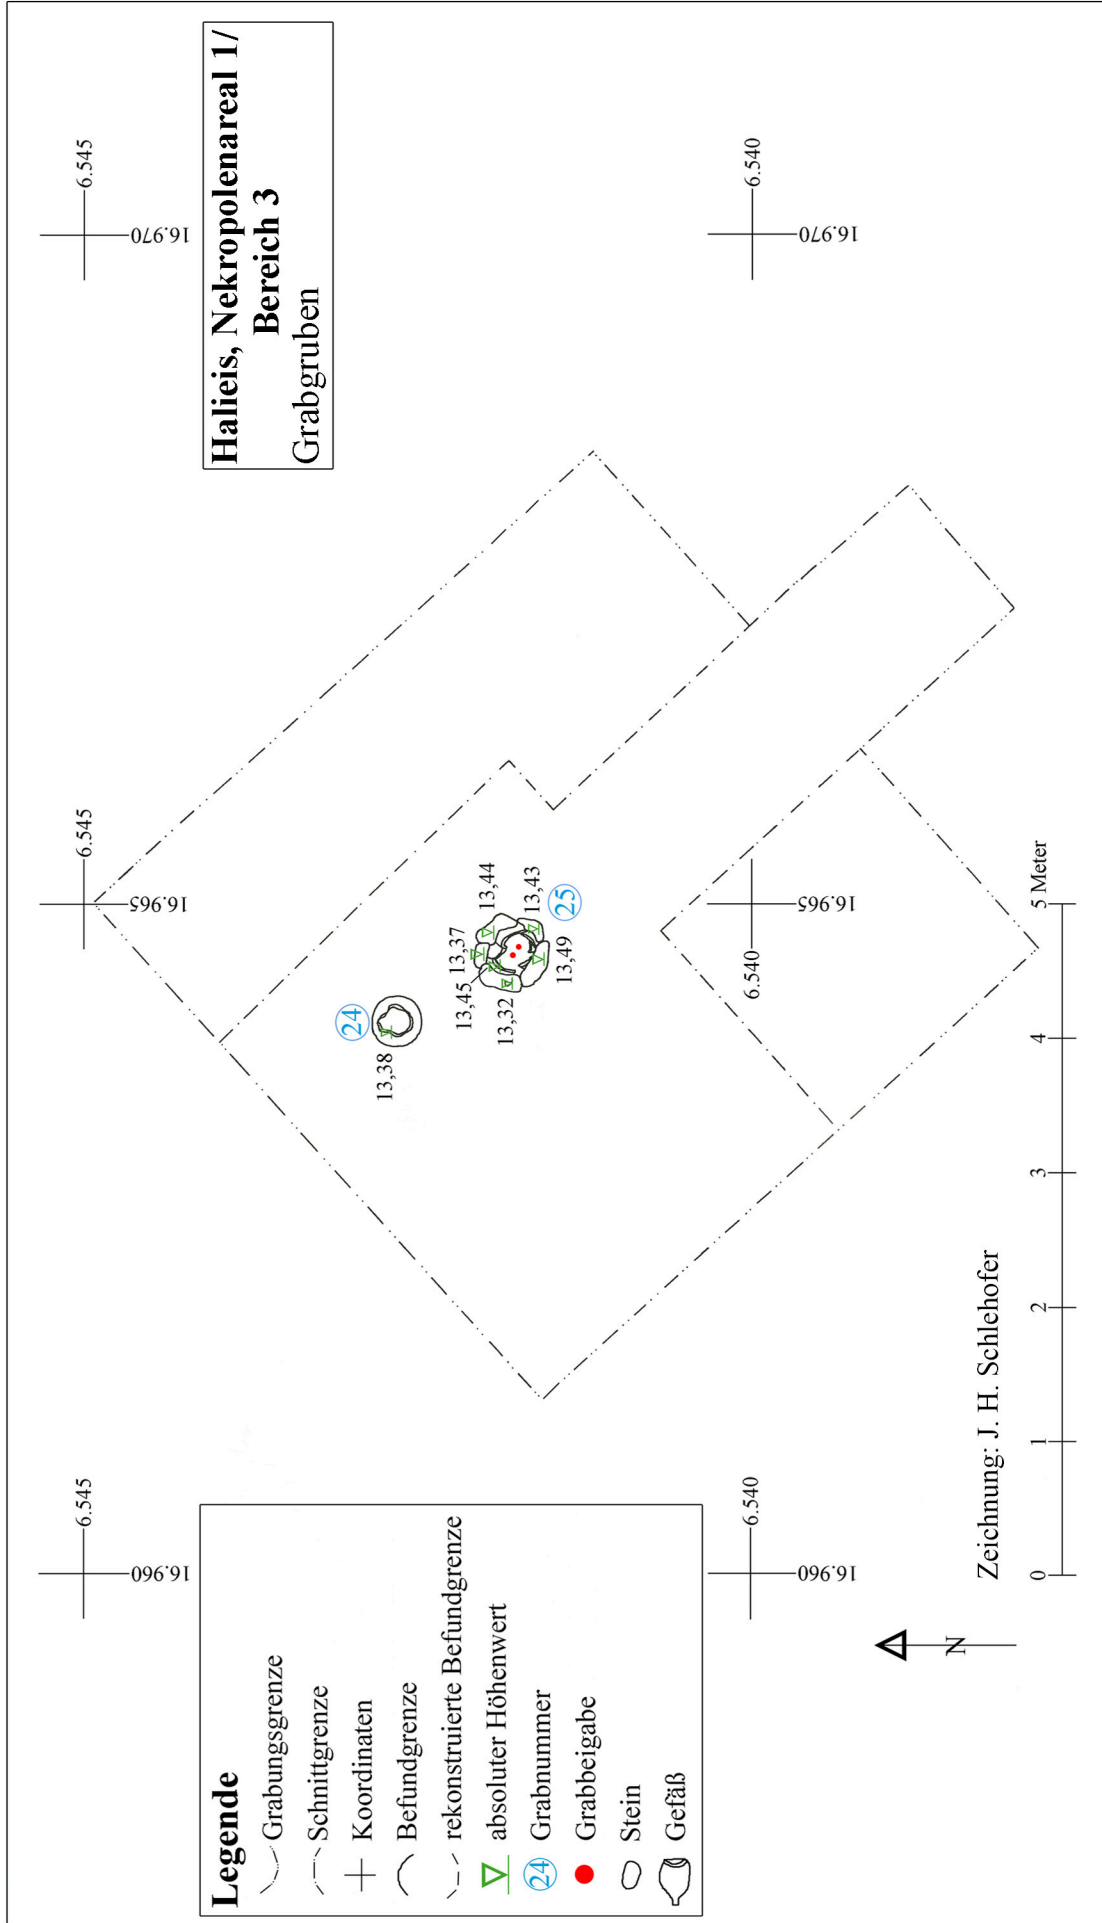 Halieis, Nekropolenareal 1/
Bereich 3
Grabgruben
6.545
16.960
6.545
16.965
6.545
16.970
6.540
16.960
6.540
16.965
6.540
16.970
24
13,38
13,37
13,44
13,45
13,32
13,43
13,49
25
Legende
Grabungsgrenze
Schnittgrenze
Koordinaten
Befundgrenze
rekonstruierte Befundgrenze
absoluter Höhenwert
24 Grabnummer
Grabbeigabe
Stein
Gefäß
N
Zeichnung: J. H. Schlehofer
0 1 2 3 4 5 Meter